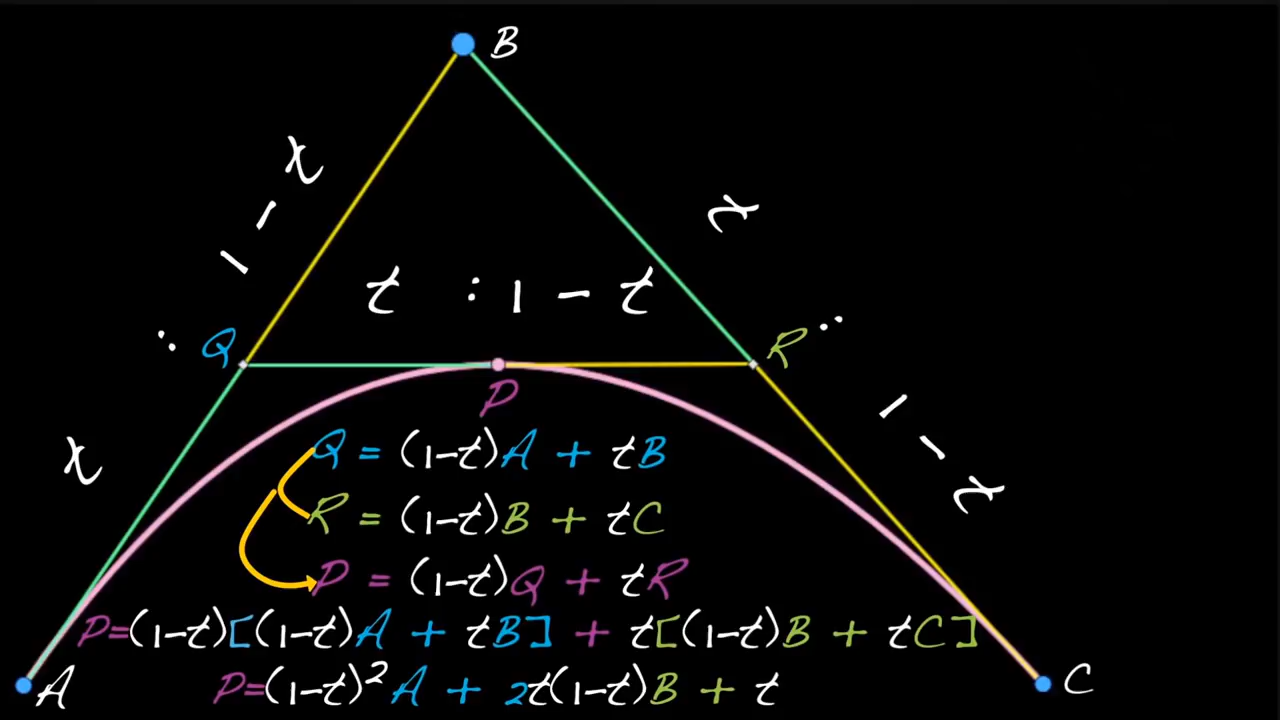 B
1 - t
t
t : 1 - t
:
Q
R
:
P
t
1 - t
Q = (1-t)A + tB
R = (1-t)B + tC
P = (1-t)Q + tR
P=(1-t)[(1-t)A + tB] + t[(1-t)B + tC]
A
P=(1-t)²A + 2t(1-t)B + t
C